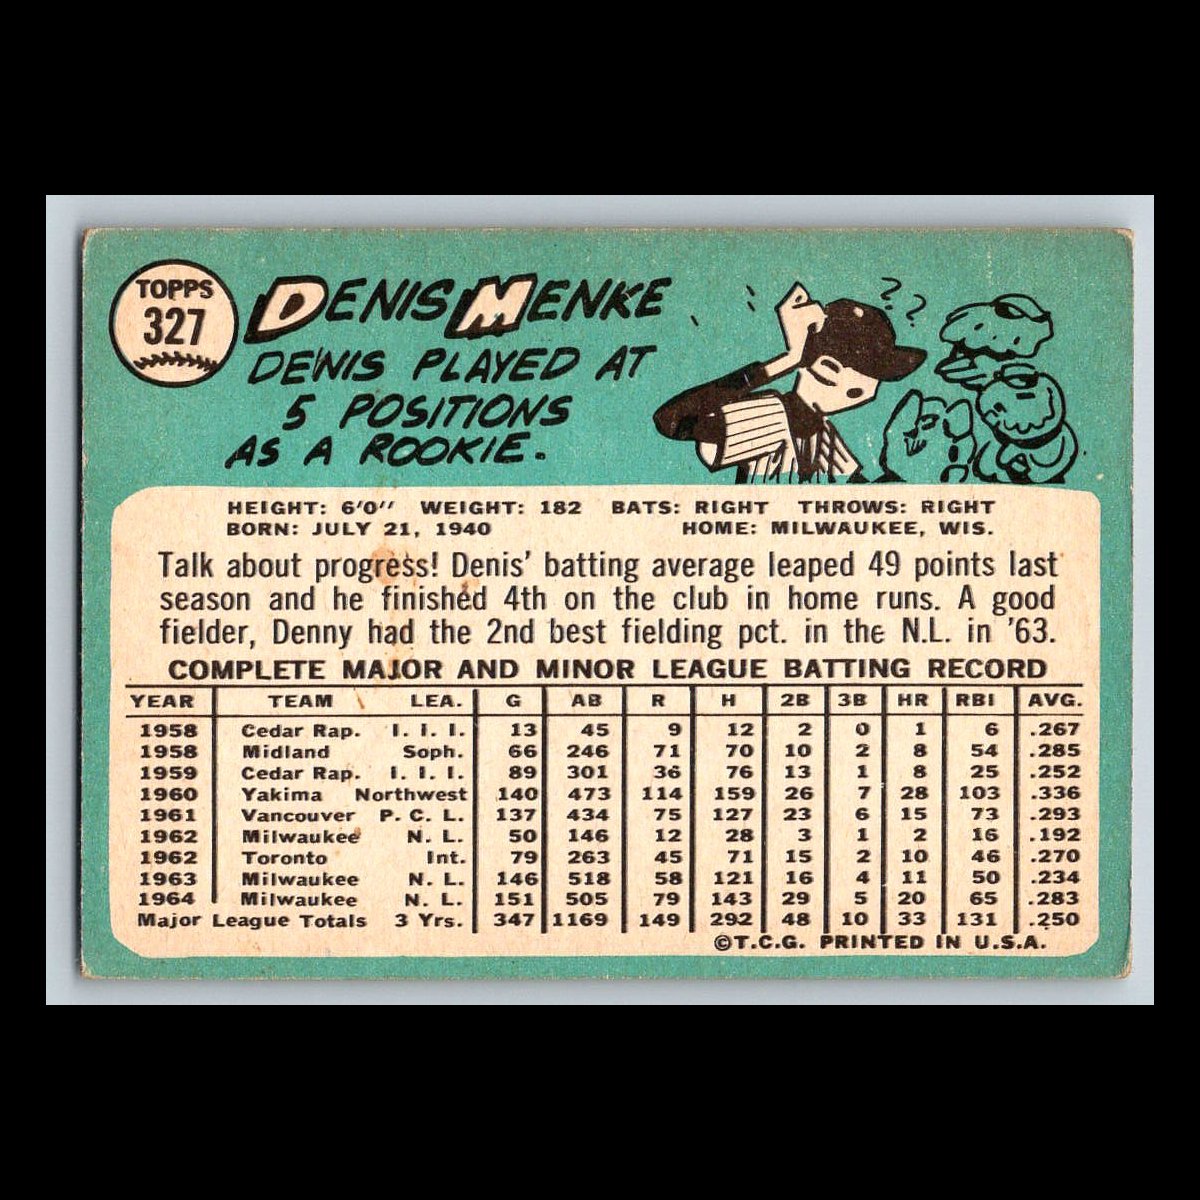 TOPPS
327
DENIS MENKE
DENIS PLAYED AT
5 POSITIONS
AS A ROOKIE.
? ?
HEIGHT: 6'0" WEIGHT: 182 BATS: RIGHT THROWS: RIGHT
BORN: JULY 21, 1940 HOME: MILWAUKEE, WIS.
Talk about progress! Denis' batting average leaped 49 points last
season and he finished 4th on the club in home runs. A good
fielder, Denny had the 2nd best fielding pct. in the N.L. in '63.
COMPLETE MAJOR AND MINOR LEAGUE BATTING RECORD
YEAR TEAM LEA. G AB R H 2B 3B HR RBI AVG.
1958 Cedar Rap. I. I. I. 13 45 9 12 2 0 1 6 .267
1958 Midland Soph. 66 246 71 70 10 2 8 54 .285
1959 Cedar Rap. I. I. I. 89 301 36 76 13 1 8 25 .252
1960 Yakima Northwest 140 473 114 159 26 7 28 103 .336
1961 Vancouver P. C. L. 137 434 75 127 23 6 15 73 .293
1962 Milwaukee N. L. 50 146 12 28 3 1 2 16 .192
1962 Toronto Int. 79 263 45 71 15 2 10 46 .270
1963 Milwaukee N. L. 146 518 58 121 16 4 11 50 .234
1964 Milwaukee N. L. 151 505 79 143 29 5 20 65 .283
Major League Totals 3 Yrs. 347 1169 149 292 48 10 33 131 .250
©T.C.G. PRINTED IN U.S.A.